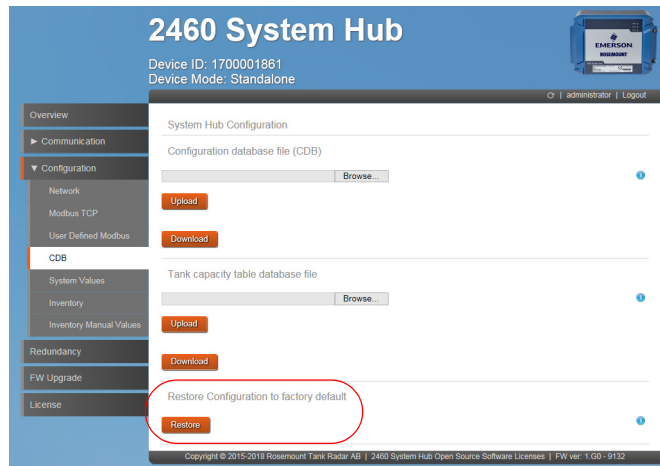 2460 System Hub
Device ID: 1700001861
Device Mode: Standalone
EMERSON
ROSEMOUNT
| administrator | Logout
Overview
► Communication
▼ Configuration
Network
Modbus TCP
User Defined Modbus
CDB
System Values
Inventory
Inventory Manual Values
Redundancy
FW Upgrade
License
System Hub Configuration
Configuration database file (CDB)
Browse...
Upload
Download
Tank capacity table database file
Browse...
Upload
Download
Restore Configuration to factory default
Restore
Copyright © 2015-2018 Rosemount Tank Radar AB | 2460 System Hub Open Source Software Licenses | FW ver: 1.G0 - 9132